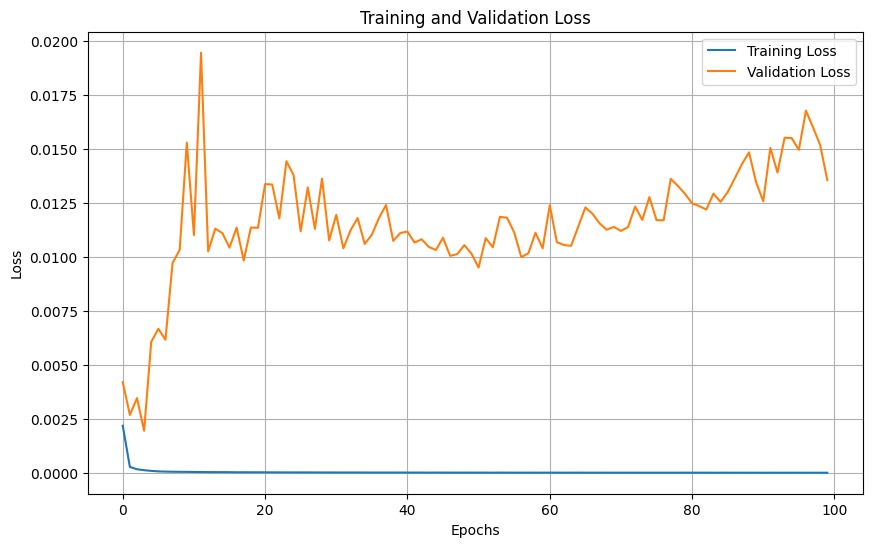 Training and Validation Loss
Training Loss
Validation Loss
0.0200
0.0175
0.0150
0.0125
0.0100
0.0075
0.0050
0.0025
0.0000
Loss
0 20 40 60 80 100
Epochs